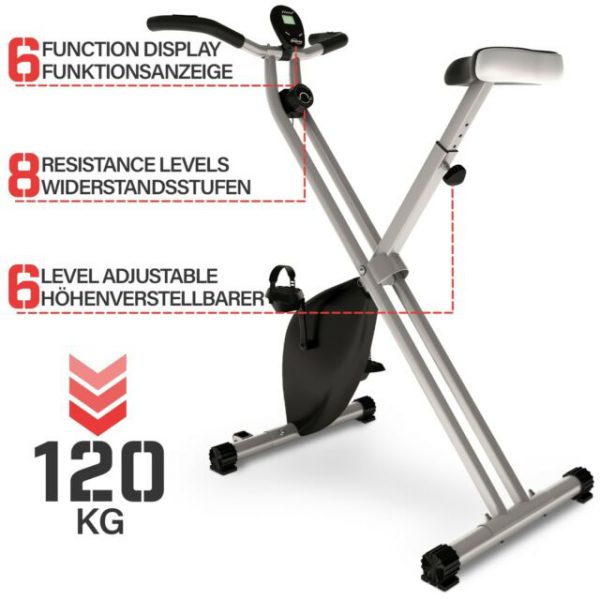 6 FUNCTION DISPLAY
FUNKTIONSANZEIGE
8 RESISTANCE LEVELS
WIDERSTANDSSTUFEN
6 LEVEL ADJUSTABLE
HÖHENVERSTELLBARER
120
KG